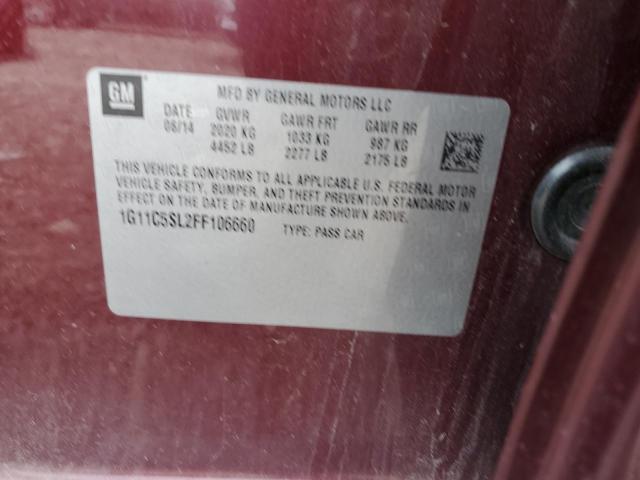 GM
MFD BY GENERAL MOTORS LLC
DATE GVWR GAWR FRT GAWR RR
06/14 2020 KG 1033 KG 987 KG
4452 LB 2277 LB 2175 LB
THIS VEHICLE CONFORMS TO ALL APPLICABLE U.S. FEDERAL MOTOR
VEHICLE SAFETY, BUMPER, AND THEFT PREVENTION STANDARDS IN
EFFECT ON THE DATE OF MANUFACTURE SHOWN ABOVE.
1G11C5SL2FF106660 TYPE: PASS CAR